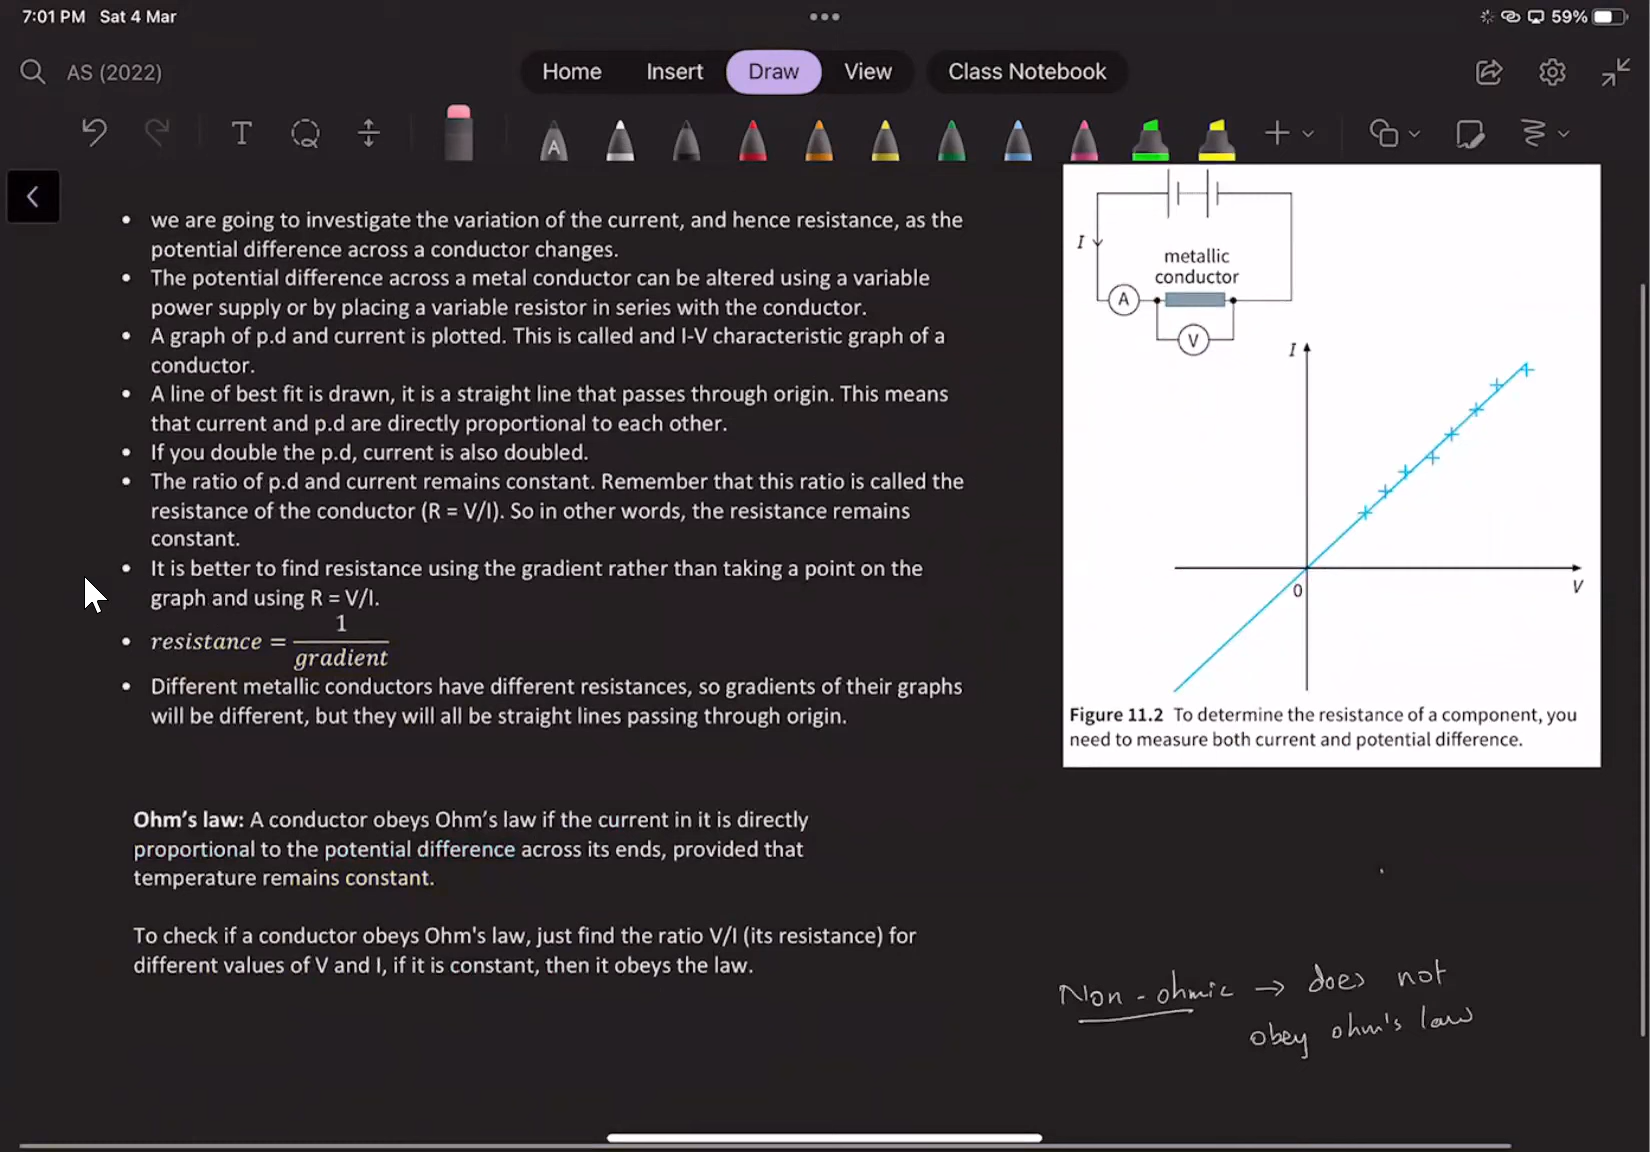 7:01 PM Sat 4 Mar
59%
AS (2022)
Home Insert Draw View Class Notebook
T
A
• we are going to investigate the variation of the current, and hence resistance, as the
potential difference across a conductor changes.
• The potential difference across a metal conductor can be altered using a variable
power supply or by placing a variable resistor in series with the conductor.
• A graph of p.d and current is plotted. This is called and I-V characteristic graph of a
conductor.
• A line of best fit is drawn, it is a straight line that passes through origin. This means
that current and p.d are directly proportional to each other.
• If you double the p.d, current is also doubled.
• The ratio of p.d and current remains constant. Remember that this ratio is called the
resistance of the conductor (R = V/I). So in other words, the resistance remains
constant.
• It is better to find resistance using the gradient rather than taking a point on the
graph and using R = V/I.
• resistance = 1
gradient
• Different metallic conductors have different resistances, so gradients of their graphs
will be different, but they will all be straight lines passing through origin.
I
metallic
conductor
A
V
I
0
V
Figure 11.2 To determine the resistance of a component, you
need to measure both current and potential difference.
Ohm's law: A conductor obeys Ohm's law if the current in it is directly
proportional to the potential difference across its ends, provided that
temperature remains constant.
To check if a conductor obeys Ohm's law, just find the ratio V/I (its resistance) for
different values of V and I, if it is constant, then it obeys the law.
Non - ohmic → does not
obey ohm's law